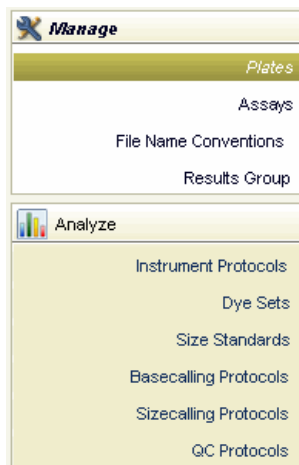 Manage
Plates
Assays
File Name Conventions
Results Group
Analyze
Instrument Protocols
Dye Sets
Size Standards
Basecalling Protocols
Sizecalling Protocols
QC Protocols